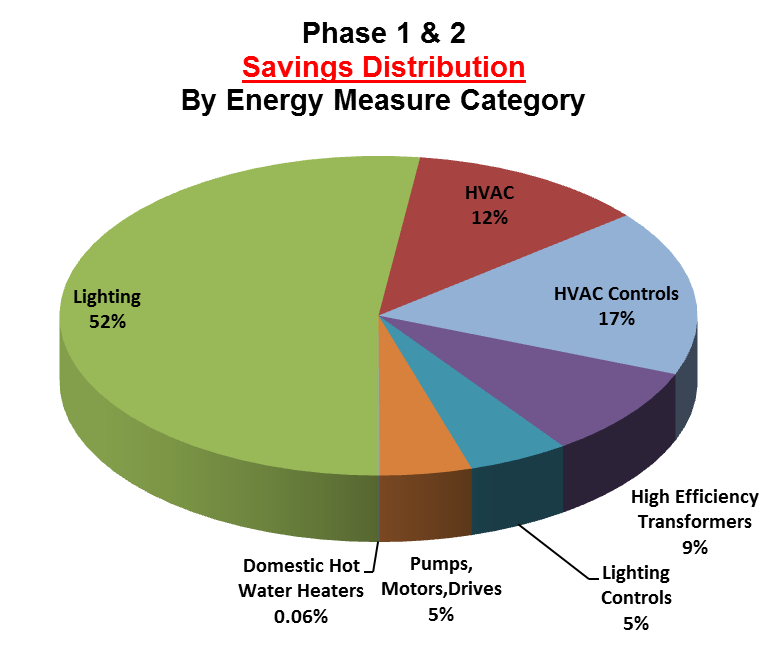 Phase 1 & 2
Savings Distribution
By Energy Measure Category
HVAC
12%
Lighting
52%
HVAC Controls
17%
High Efficiency
Transformers
9%
Domestic Hot
Water Heaters
0.06%
Pumps,
Motors,Drives
5%
Lighting
Controls
5%